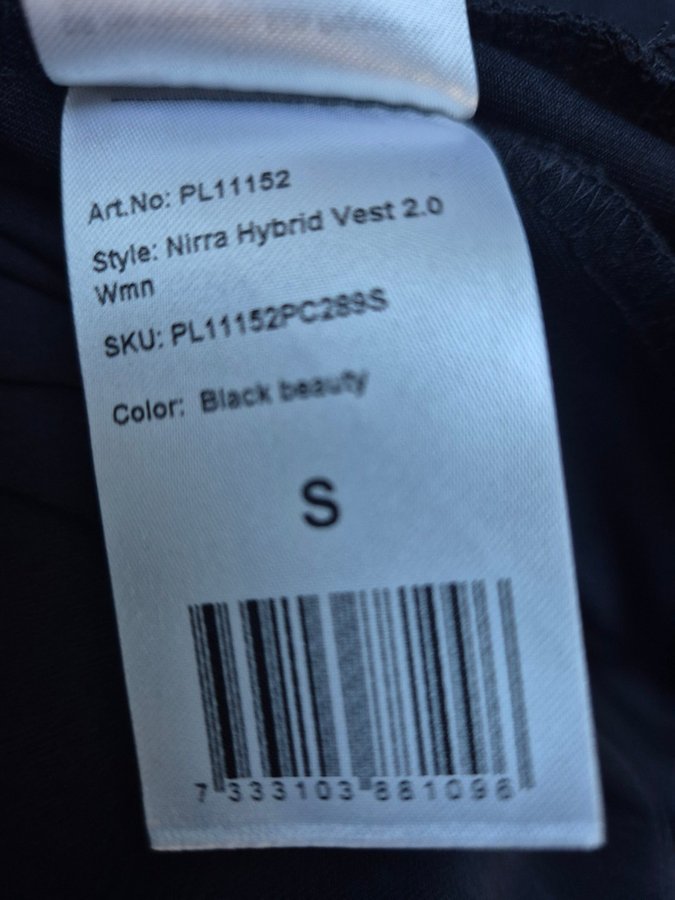 Art.No: PL11152
Style: Nirra Hybrid Vest 2.0
Wmn
SKU: PL11152PC289S
Color: Black beauty
S
7 333103 881098